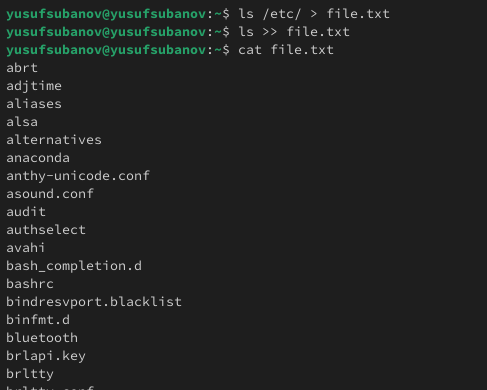 yusufsubanov@yusufsubanov:~$ ls /etc/ > file.txt
yusufsubanov@yusufsubanov:~$ ls >> file.txt
yusufsubanov@yusufsubanov:~$ cat file.txt
abrt
adjtime
aliases
alsa
alternatives
anaconda
anthy-unicode.conf
asound.conf
audit
authselect
avahi
bash_completion.d
bashrc
bindresvport.blacklist
binfmt.d
bluetooth
brlapi.key
brltty
brltty.conf